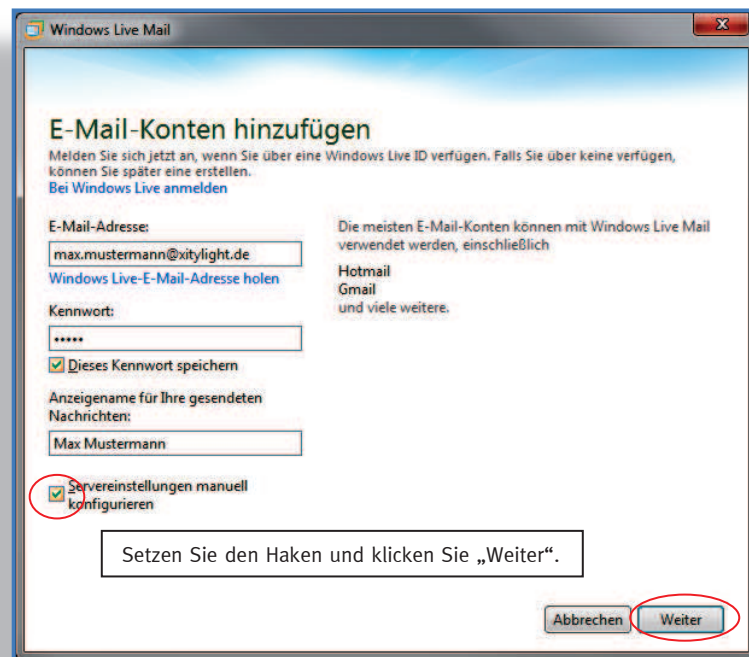 Windows Live Mail
E-Mail-Konten hinzufügen
Melden Sie sich jetzt an, wenn Sie über eine Windows Live ID verfügen. Falls Sie über keine verfügen,
können Sie später eine erstellen.
Bei Windows Live anmelden
E-Mail-Adresse:
max.mustermann@xitylight.de
Windows Live-E-Mail-Adresse holen
Kennwort:
•••••
Dieses Kennwort speichern
Anzeigename für Ihre gesendeten
Nachrichten:
Max Mustermann
Servereinstellungen manuell
konfigurieren
Die meisten E-Mail-Konten können mit Windows Live Mail
verwendet werden, einschließlich
Hotmail
Gmail
und viele weitere.
Setzen Sie den Haken und klicken Sie „Weiter“.
Abbrechen
Weiter